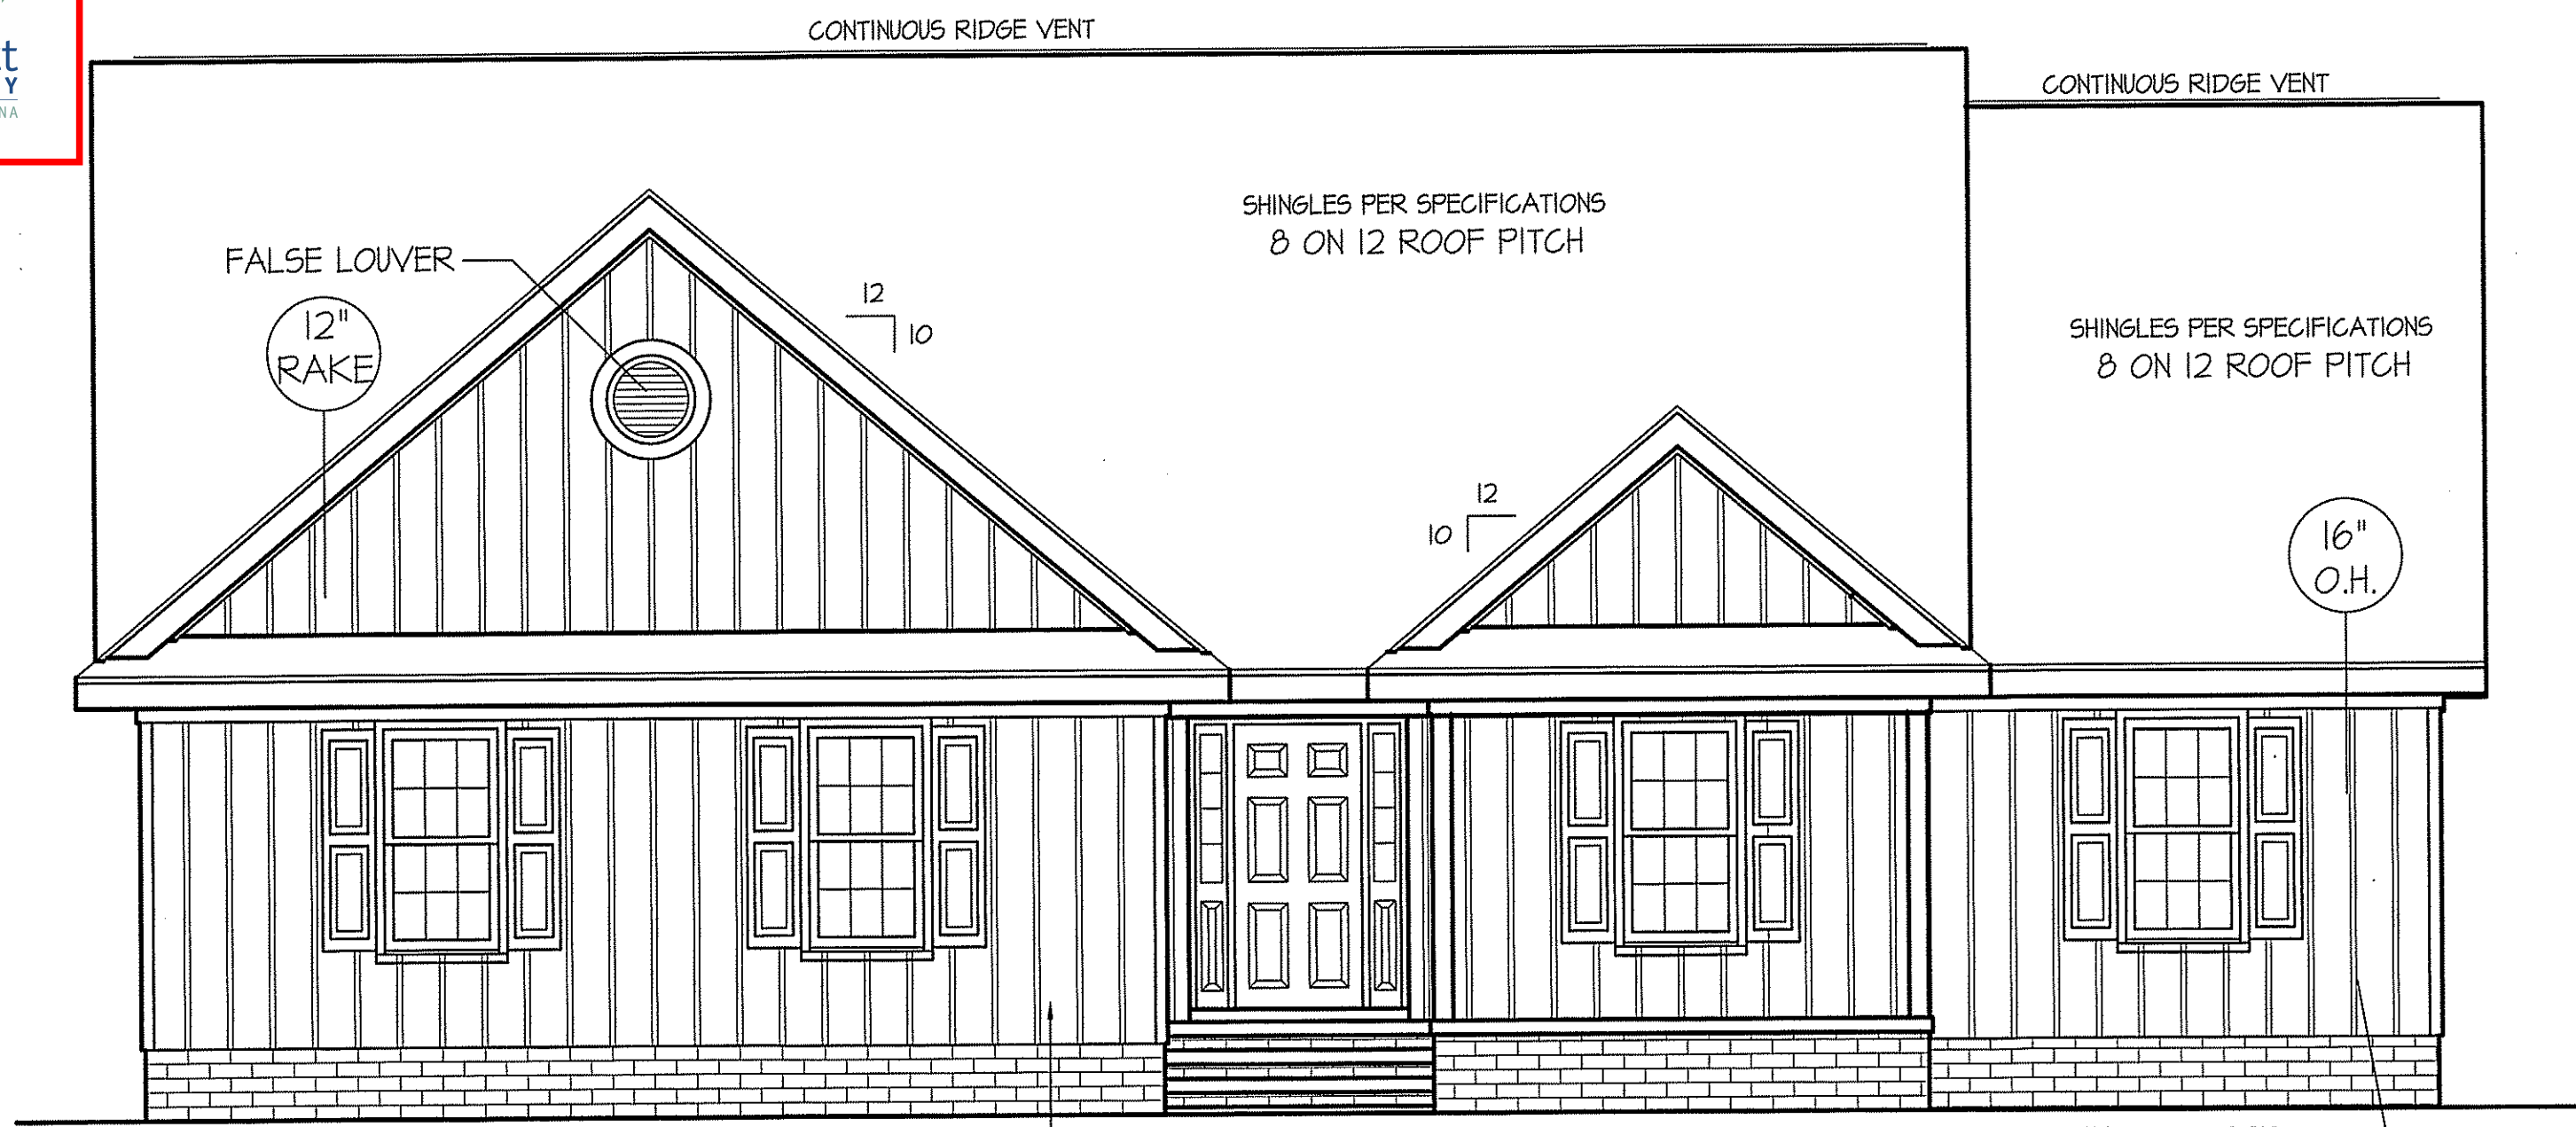 CONTINUOUS RIDGE VENT
CONTINUOUS RIDGE VENT
SHINGLES PER SPECIFICATIONS
8 ON 12 ROOF PITCH
FALSE LOUVER
12"
RAKE
12
10
SHINGLES PER SPECIFICATIONS
8 ON 12 ROOF PITCH
12
10
16"
O.H.